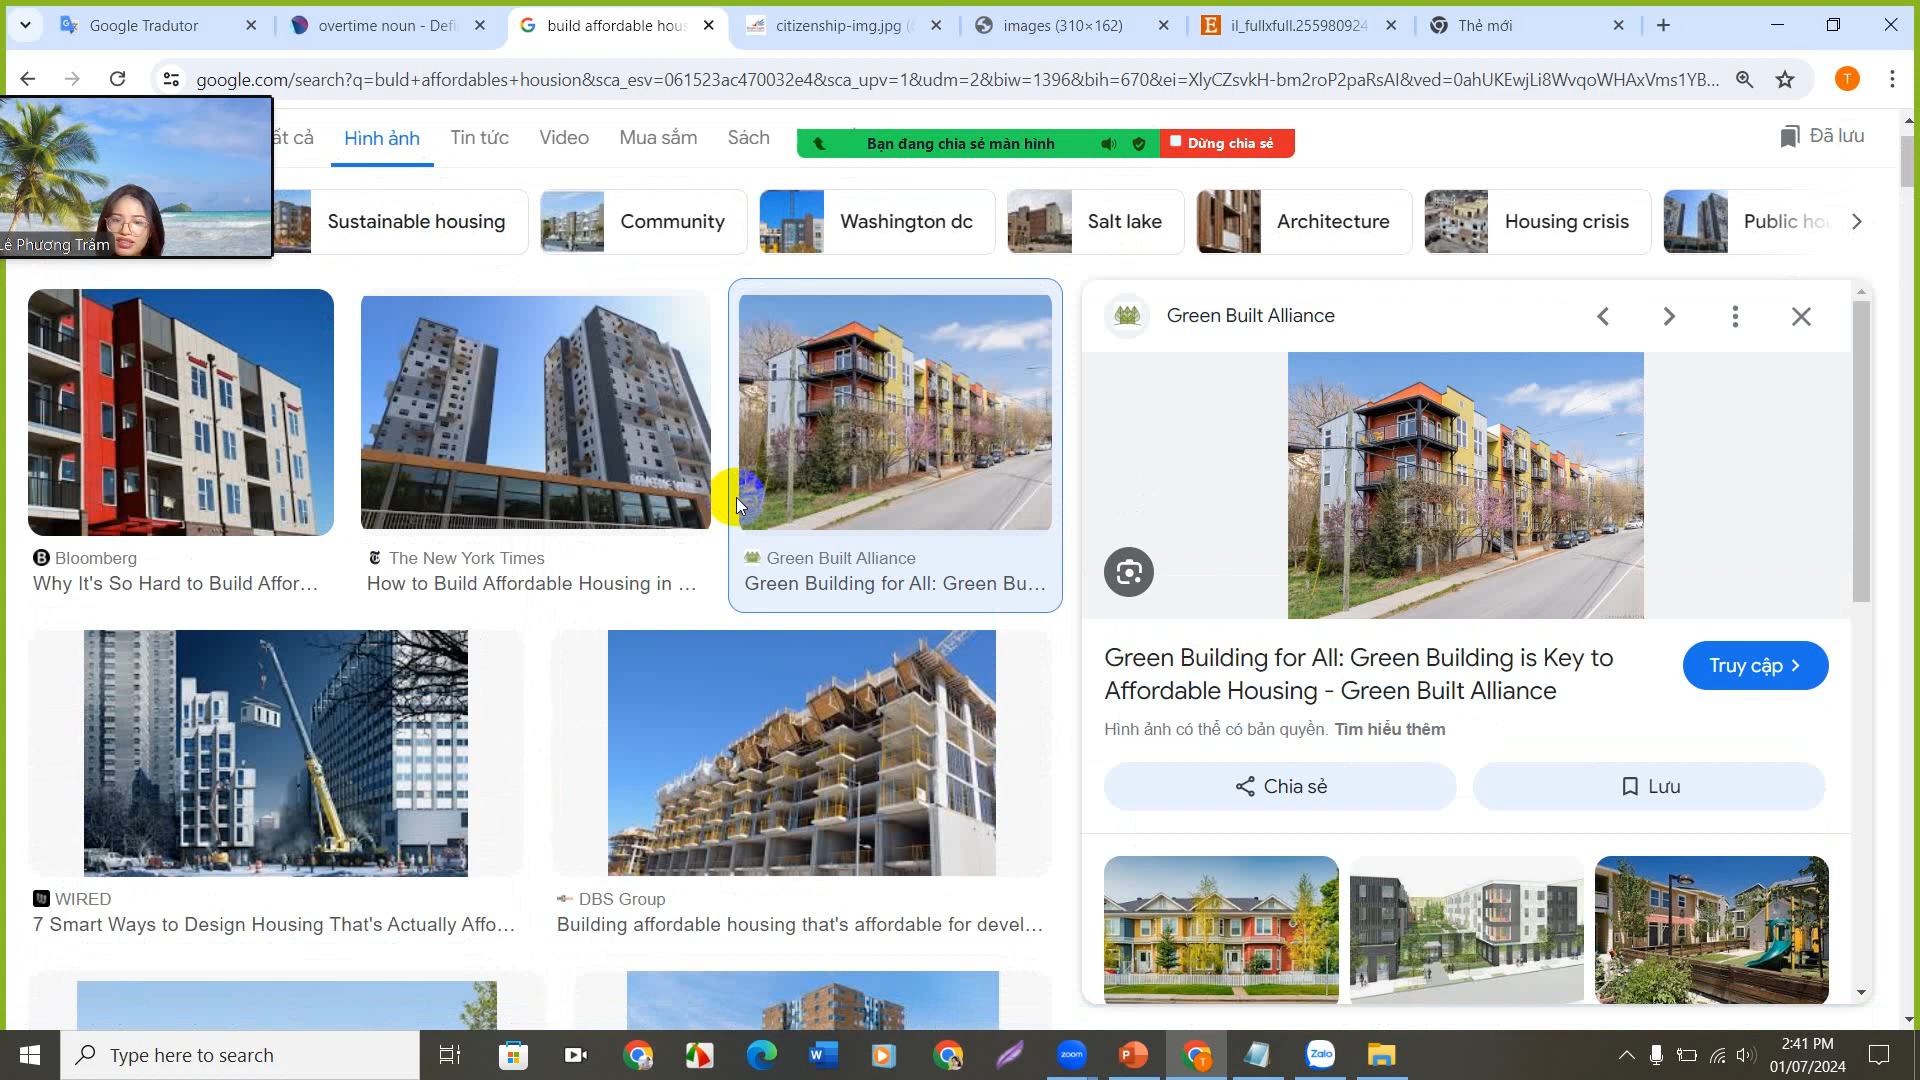 Google Tradutor
overtime noun - Defi
build affordable hous
citizenship-img.jpg (
images (310×162)
il_fullxfull.255980924
Thẻ mới
google.com/search?q=buld+affordables+housion&sca_esv=061523ac470032e4&sca_upv=1&udm=2&biw=1396&bih=670&ei=XlyCZsvkH-bm2roP2paRsAI&ved=0ahUKEwjLi8WvqoWHAxVms1YB...
T
ất cả
Hình ảnh
Tin tức
Video
Mua sắm
Sách
Bạn đang chia sẻ màn hình
Dừng chia sẻ
Đã lưu
Lê Phương Trâm
Sustainable housing
Community
Washington dc
Salt lake
Architecture
Housing crisis
Public hou
Green Built Alliance
Bloomberg
Why It's So Hard to Build Affor...
The New York Times
How to Build Affordable Housing in ...
Green Built Alliance
Green Building for All: Green Bu...
Green Building for All: Green Building is Key to
Affordable Housing - Green Built Alliance
Truy cập
Hình ảnh có thể có bản quyền. Tìm hiểu thêm
Chia sẻ
Lưu
WIRED
7 Smart Ways to Design Housing That's Actually Affo...
DBS Group
Building affordable housing that's affordable for devel...
Type here to search
zoom
Zalo
2:41 PM
01/07/2024